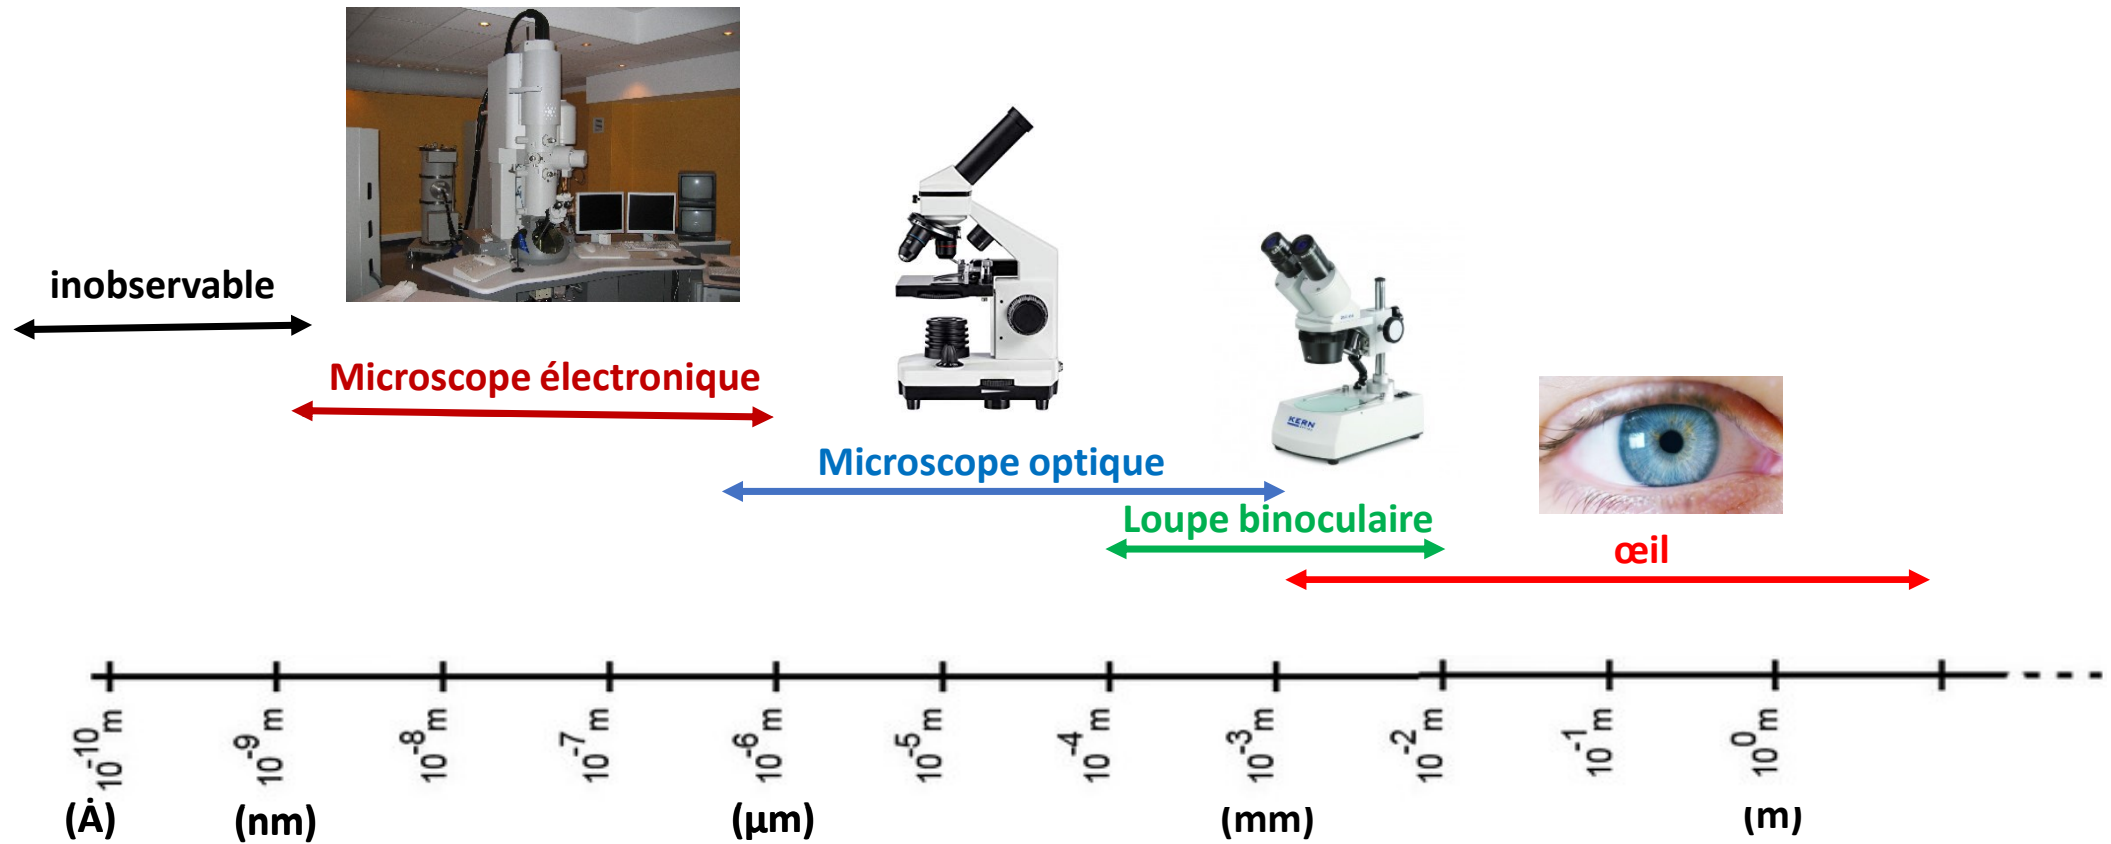 inobservable
Microscope électronique
Microscope optique
KERN
Loupe binoculaire
œil
10⁻¹⁰ m
10⁻⁹ m
10⁻⁸ m
10⁻⁷ m
10⁻⁶ m
10⁻⁵ m
10⁻⁴ m
10⁻³ m
10⁻² m
10⁻¹ m
10⁰ m
(Ȧ)
(nm)
(µm)
(mm)
(m)